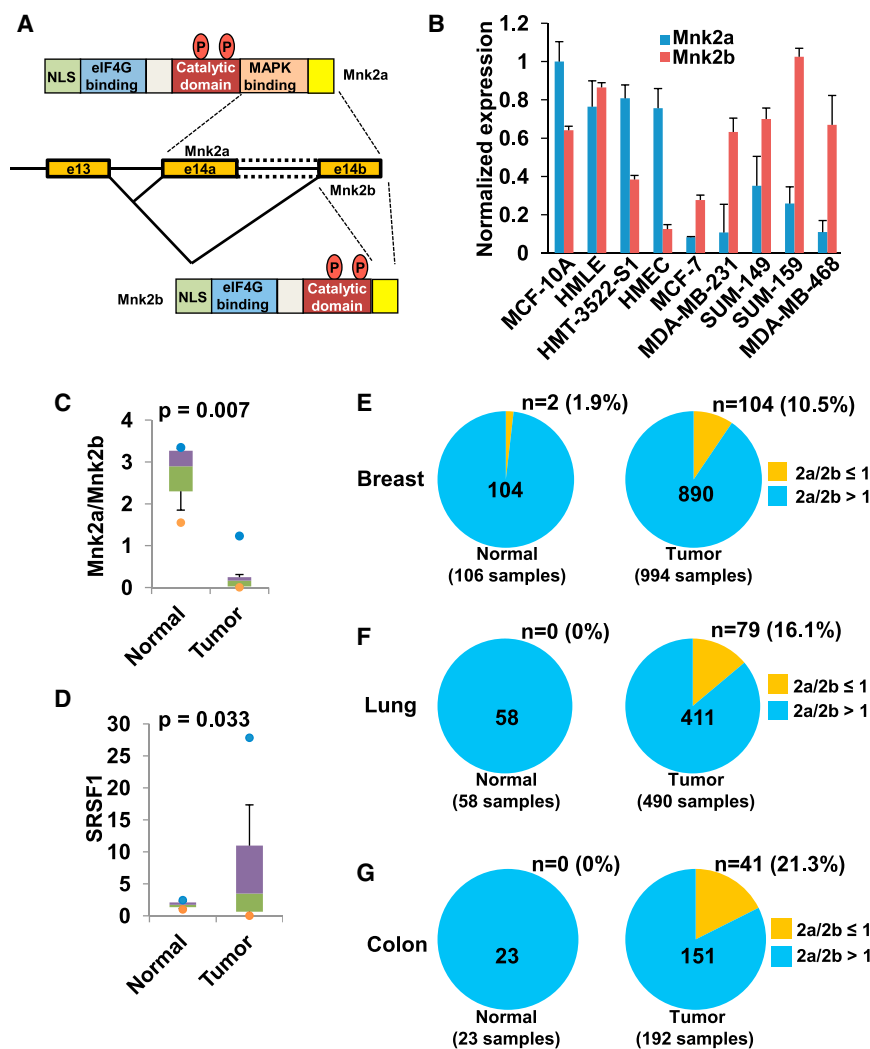 A
P P
NLS eIF4G binding Catalytic domain MAPK binding Mnk2a
Mnk2a
e13 e14a e14b
Mnk2b
P P
Mnk2b NLS eIF4G binding Catalytic domain
B
Normalized expression
1.2
1
0.8
0.6
0.4
0.2
0
Mnk2a
Mnk2b
MCF-10A HMLE HMT-3522-S1 HMEC MCF-7 MDA-MB-231 SUM-149 SUM-159 MDA-MB-468
C
p = 0.007
Mnk2a/Mnk2b
4
3
2
1
0
Normal Tumor
D
p = 0.033
SRSF1
30
25
20
15
10
5
0
Normal Tumor
E
n=2 (1.9%) n=104 (10.5%)
Breast 104 890
2a/2b ≤ 1
2a/2b > 1
Normal Tumor
(106 samples) (994 samples)
F
n=0 (0%) n=79 (16.1%)
Lung 58 411
2a/2b ≤ 1
2a/2b > 1
Normal Tumor
(58 samples) (490 samples)
G
n=0 (0%) n=41 (21.3%)
Colon 23 151
2a/2b ≤ 1
2a/2b > 1
Normal Tumor
(23 samples) (192 samples)